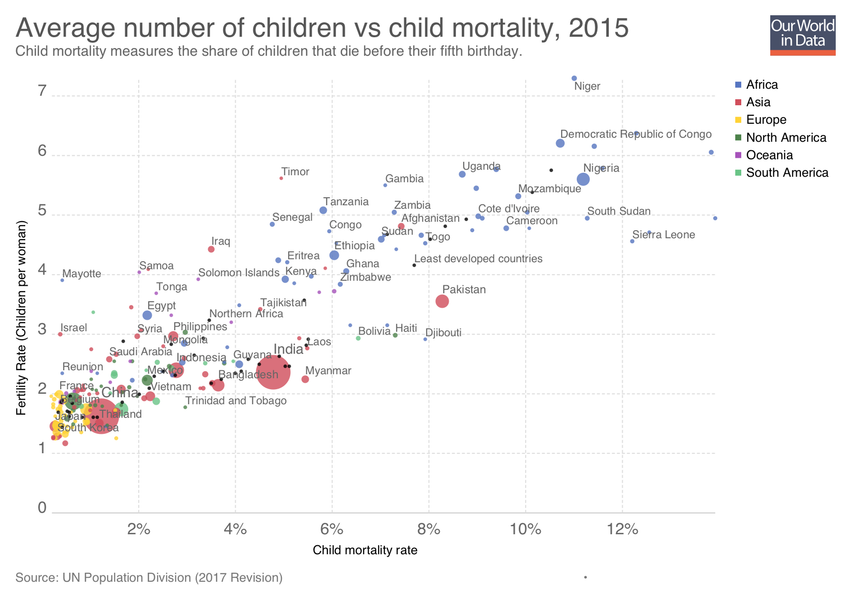 Average number of children vs child mortality, 2015
Child mortality measures the share of children that die before their fifth birthday.
Our World
in Data
Africa
Asia
Europe
North America
Oceania
South America
Fertility Rate (Children per woman)
7
6
5
4
3
2
1
0
Niger
Democratic Republic of Congo
Timor
Gambia
Uganda
Nigeria
Mozambique
Tanzania
Zambia
Senegal
Congo
Afghanistan
Cote d'Ivoire
South Sudan
Sudan
Togo
Cameroon
Sierra Leone
Iraq
Ethiopia
Eritrea
Ghana
Least developed countries
Mayotte
Samoa
Solomon Islands
Kenya
Zimbabwe
Tonga
Pakistan
Egypt
Northern Africa
Tajikistan
Israel
Syria
Philippines
Bolivia
Haiti
Djibouti
Mongolia
Laos
Saudi Arabia
Indonesia
Guyana
India
Reunion
Mexico
Bangladesh
Myanmar
France
China
Vietnam
Belgium
Trinidad and Tobago
Japan
Thailand
South Korea
2%
4%
6%
8%
10%
12%
Child mortality rate
Source: UN Population Division (2017 Revision)